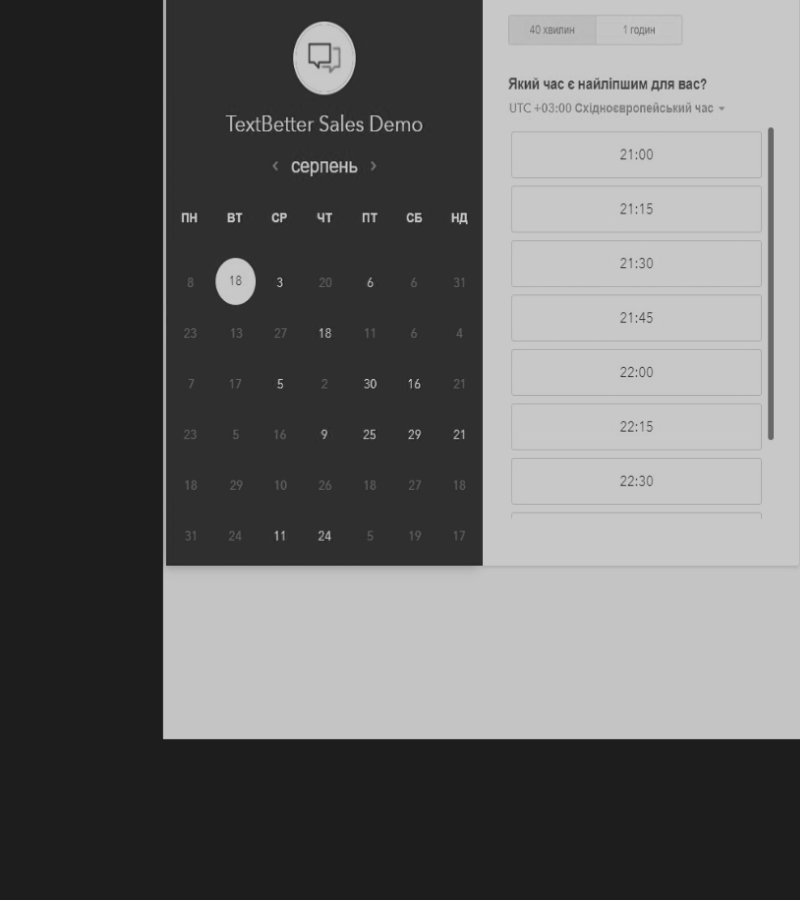 TextBetter Sales Demo
‹ серпень ›
ПН ВТ СР ЧТ ПТ СБ НД
8 18 3 20 6 6 31
23 13 27 18 11 6 4
7 17 5 2 30 16 21
23 5 16 9 25 29 21
18 29 10 26 18 27 18
31 24 11 24 5 19 17
40 хвилин 1 годин
Який час є найліпшим для вас?
UTC +03:00 Східноєвропейський час
21:00
21:15
21:30
21:45
22:00
22:15
22:30